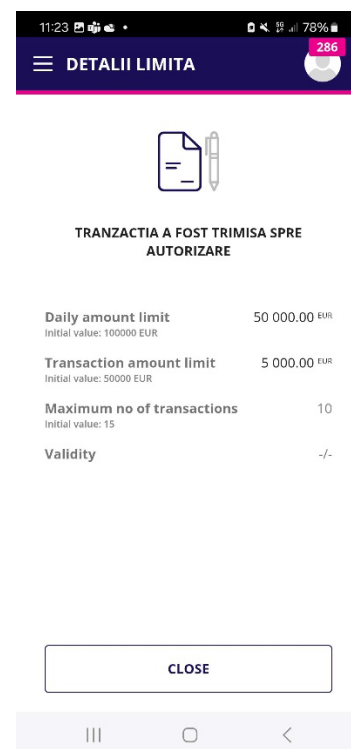 11:23 78%
286
DETALII LIMITA
TRANZACTIA A FOST TRIMISA SPRE
AUTORIZARE
Daily amount limit 50 000.00 EUR
Initial value: 100000 EUR
Transaction amount limit 5 000.00 EUR
Initial value: 50000 EUR
Maximum no of transactions 10
Initial value: 15
Validity -/-
CLOSE